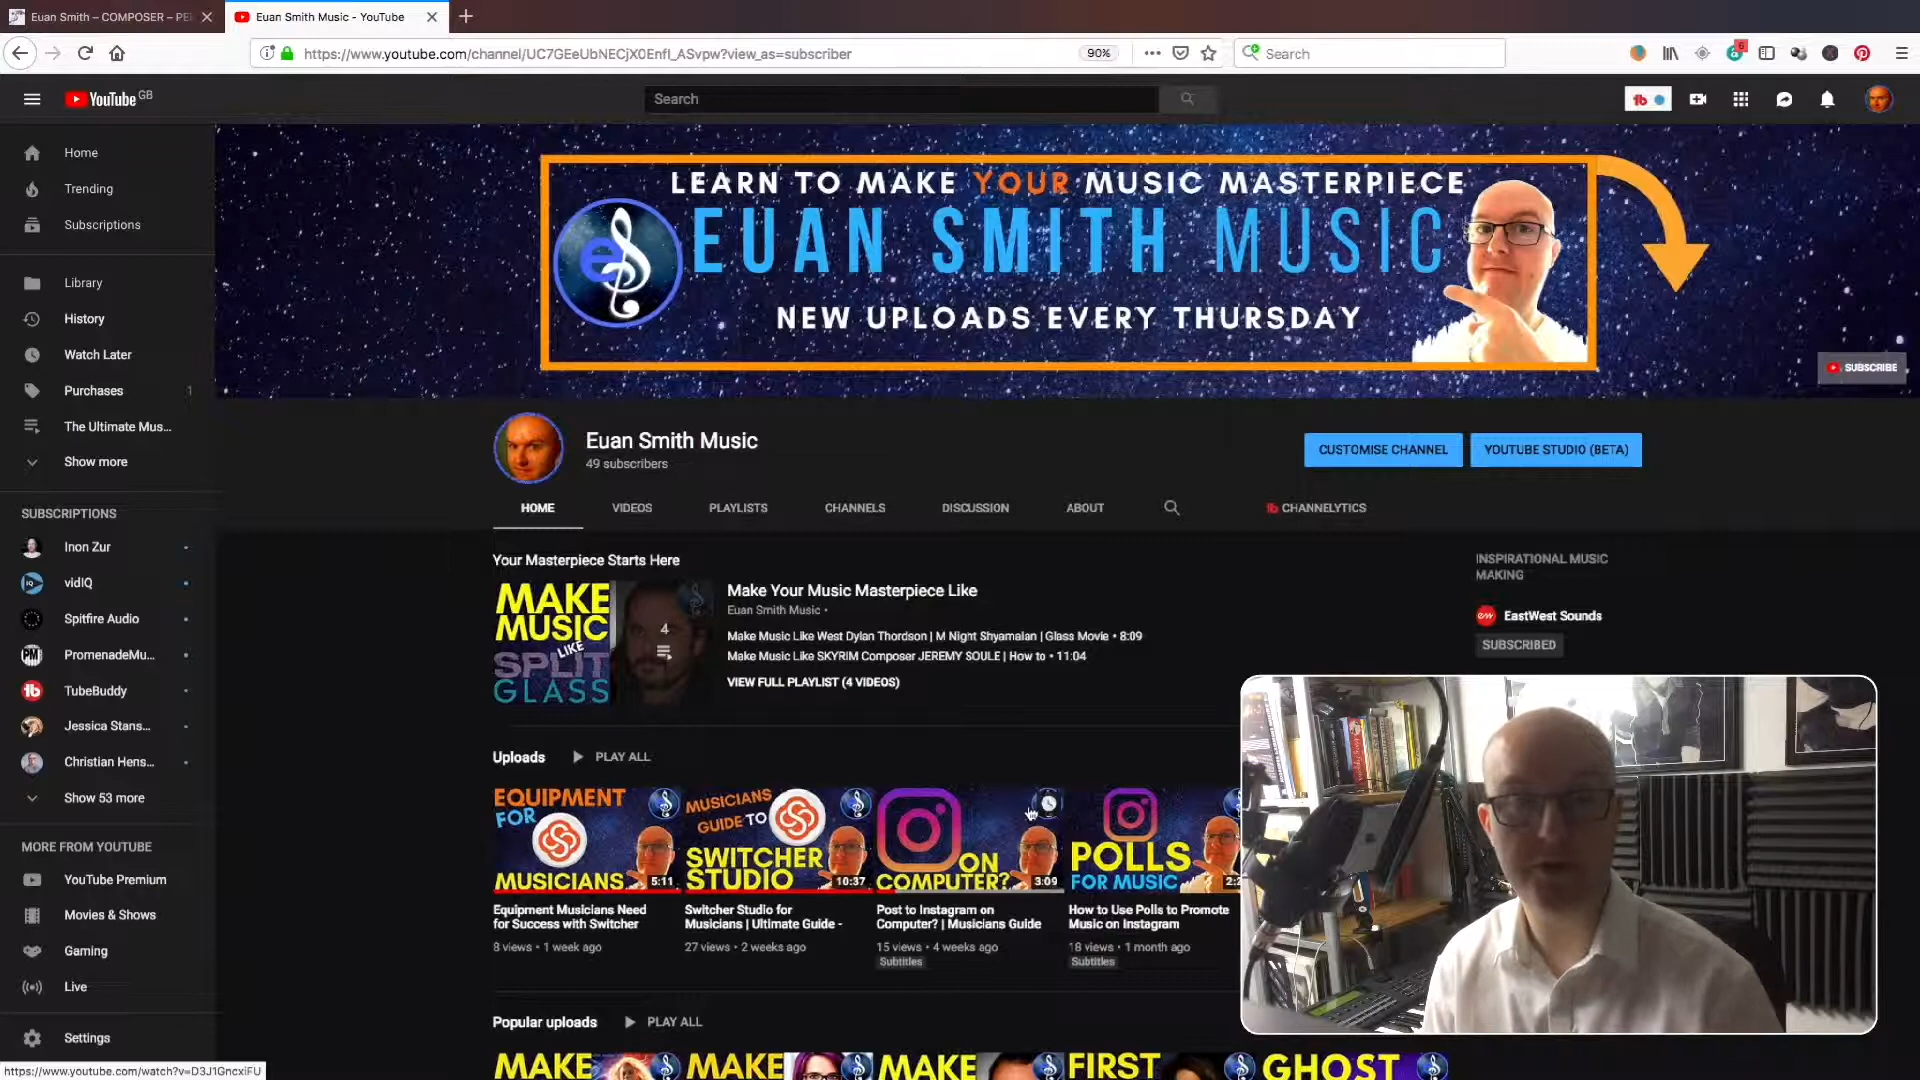 Euan Smith – COMPOSER – PE
Euan Smith Music - YouTube
https://www.youtube.com/channel/UC7GEeUbNECjX0Enfl_ASvpw?view_as=subscriber
90%
Search
6
YouTube GB
Search
Home
Trending
Subscriptions
Library
History
Watch Later
Purchases 1
The Ultimate Mus...
Show more
SUBSCRIPTIONS
Inon Zur
vidIQ
Spitfire Audio
PromenadeMu...
TubeBuddy
Jessica Stans...
Christian Hens...
Show 53 more
MORE FROM YOUTUBE
YouTube Premium
Movies & Shows
Gaming
Live
Settings
https://www.youtube.com/watch?v=D3J1GncxiFU
LEARN TO MAKE YOUR MUSIC MASTERPIECE
EUAN SMITH MUSIC
NEW UPLOADS EVERY THURSDAY
SUBSCRIBE
Euan Smith Music
49 subscribers
CUSTOMISE CHANNEL
YOUTUBE STUDIO (BETA)
HOME VIDEOS PLAYLISTS CHANNELS DISCUSSION ABOUT CHANNELYTICS
Your Masterpiece Starts Here
MAKE
MUSIC
LIKE
SPLIT
GLASS
4
Make Your Music Masterpiece Like
Euan Smith Music •
Make Music Like West Dylan Thordson | M Night Shyamalan | Glass Movie • 8:09
Make Music Like SKYRIM Composer JEREMY SOULE | How to • 11:04
VIEW FULL PLAYLIST (4 VIDEOS)
INSPIRATIONAL MUSIC
MAKING
EastWest Sounds
SUBSCRIBED
Uploads PLAY ALL
EQUIPMENT
FOR
MUSICIANS
5:11
Equipment Musicians Need
for Success with Switcher
8 views • 1 week ago
MUSICIANS
GUIDE TO
SWITCHER
STUDIO
10:37
Switcher Studio for
Musicians | Ultimate Guide -
27 views • 2 weeks ago
ON
COMPUTER?
3:09
Post to Instagram on
Computer? | Musicians Guide
15 views • 4 weeks ago
Subtitles
POLLS
FOR MUSIC
2:2
How to Use Polls to Promote
Music on Instagram
18 views • 1 month ago
Subtitles
Popular uploads PLAY ALL
MAKE
MAKE
MAKE
FIRST
GHOST